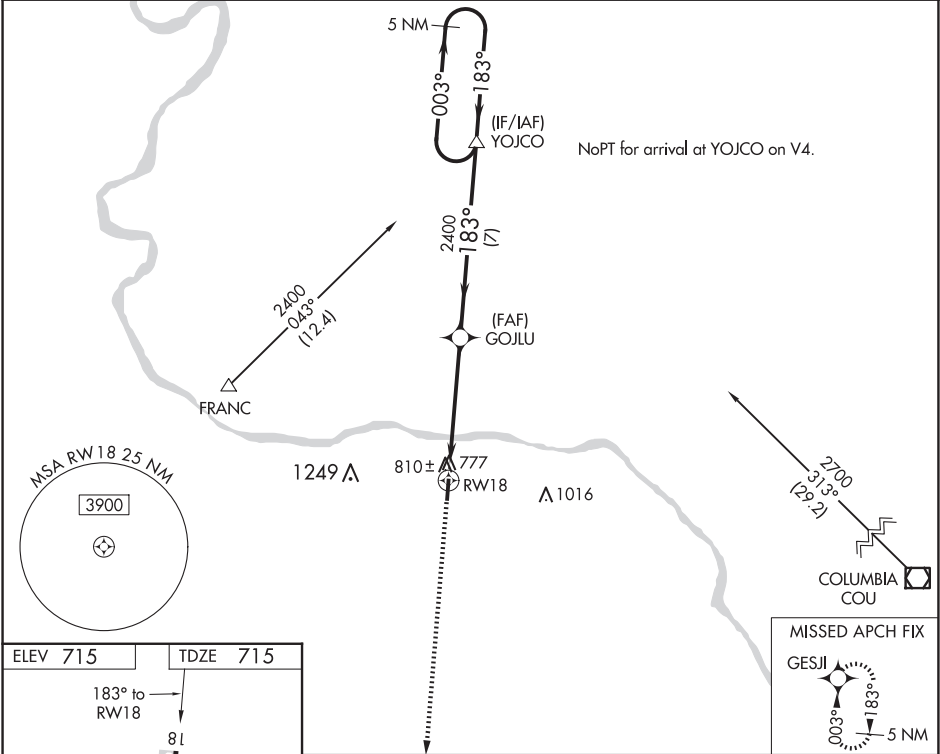 5 NM
003°
183°
(IF/IAF)
YOJCO
NoPT for arrival at YOJCO on V4.
2400
183°
(7)
2400
043°
(12.4)
(FAF)
GOJLU
FRANC
MSA RW18 25 NM
3900
1249
810±
777
RW18
1016
2700
313°
(29.2)
COLUMBIA
COU
ELEV 715
TDZE 715
183° to
RW18
18
MISSED APCH FIX
GESJI
003°
183°
5 NM